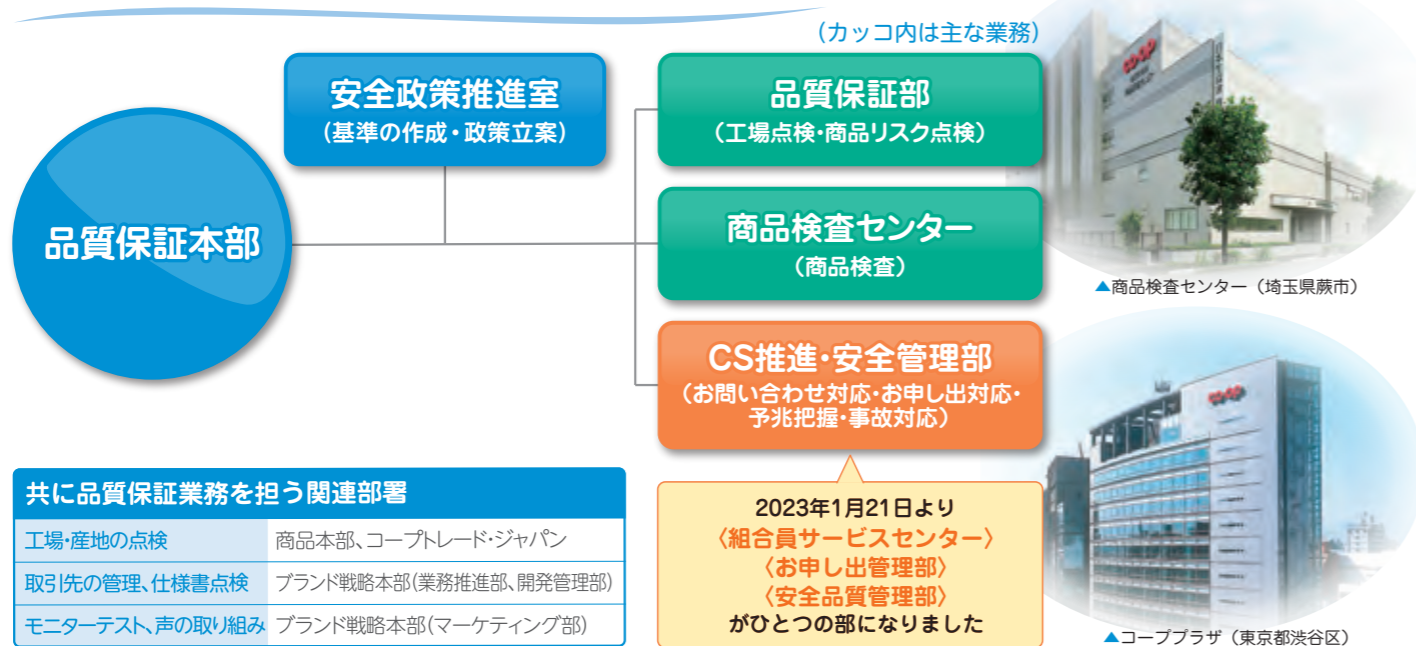 (カッコ内は主な業務)
安全政策推進室
(基準の作成・政策立案)
品質保証部
(工場点検・商品リスク点検)
品質保証本部
商品検査センター
(商品検査)
CS推進・安全管理部
(お問い合わせ対応・お申し出対応・
予兆把握・事故対応)
2023年1月21日より
〈組合員サービスセンター〉
〈お申し出管理部〉
〈安全品質管理部〉
がひとつの部になりました
共に品質保証業務を担う関連部署
工場・産地の点検 商品本部、コープトレード・ジャパン
取引先の管理、仕様書点検 ブランド戦略本部(業務推進部、開発管理部)
モニターテスト、声の取り組み ブランド戦略本部(マーケティング部)
co·op
▲商品検査センター(埼玉県蕨市)
co·op
▲コーププラザ(東京都渋谷区)